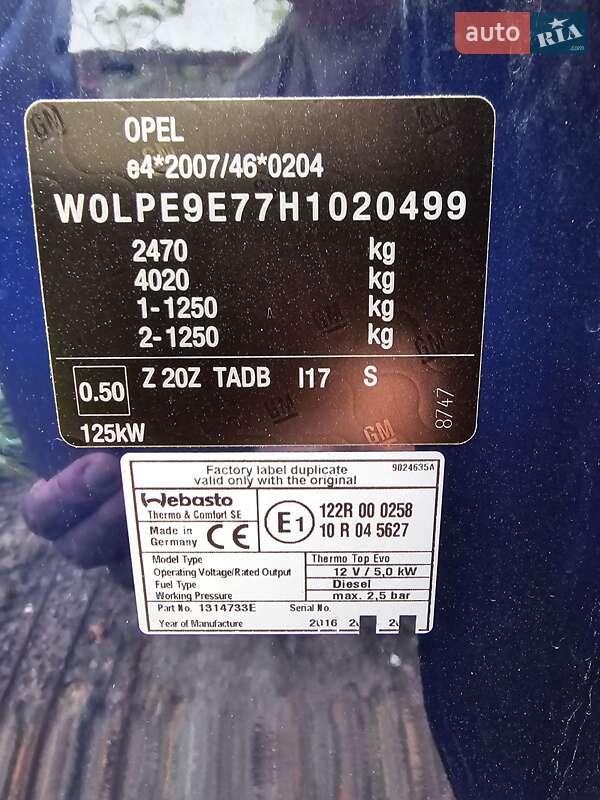 auto RIA .com
GM
OPEL
e4*2007/46*0204
W0LPE9E77H1020499
2470 kg
4020 kg
1-1250 kg
2-1250 kg
0.50 Z 20Z TADB I17 S
125kW
8747
GM
Factory label duplicate
valid only with the original
9024635A
Webasto
Thermo & Comfort SE
Made in
Germany
CE
E1
122R 00 0258
10 R 04 5627
Model Type Thermo Top Evo
Operating Voltage/Rated Output 12 V / 5,0 kW
Fuel Type Diesel
Working Pressure max. 2,5 bar
Part No. 1314733E Serial No.
Year of Manufacture 2016